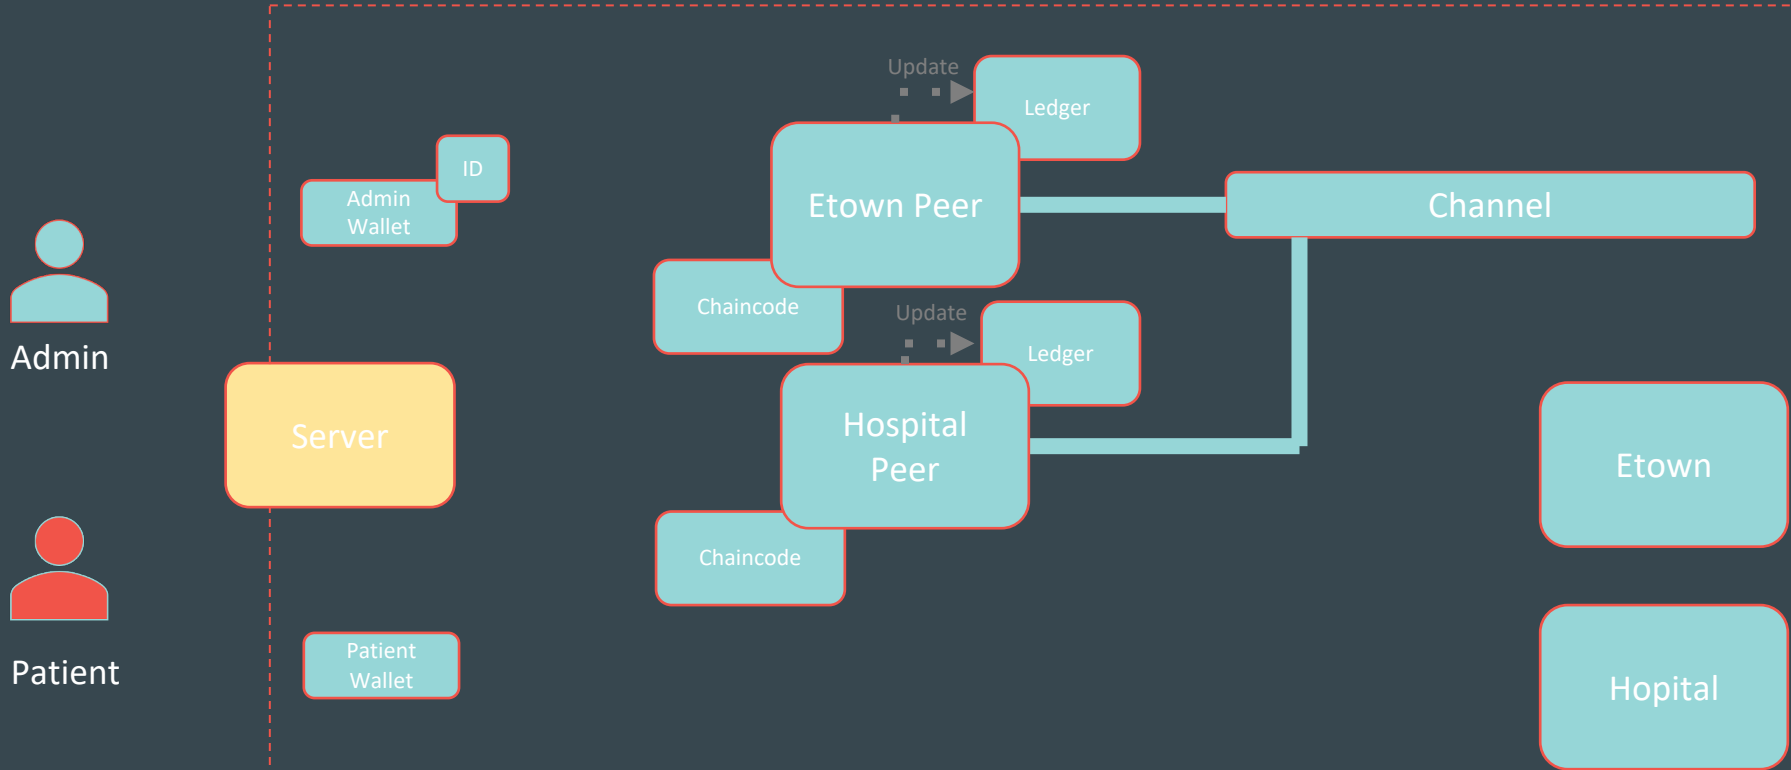 Update
Ledger
ID
Admin
Wallet
Etown Peer
Channel
Chaincode
Update
Ledger
Admin
Server
Hospital
Peer
Etown
Chaincode
Patient
Wallet
Patient
Hopital